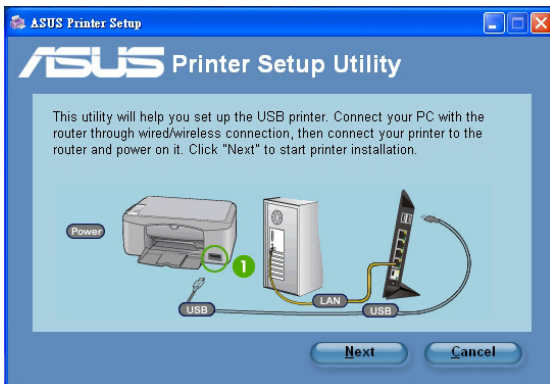 ASUS Printer Setup
ASUS Printer Setup Utility
This utility will help you set up the USB printer. Connect your PC with the
router through wired/wireless connection, then connect your printer to the
router and power on it. Click "Next" to start printer installation.
Power
1
USB
LAN
USB
Next
Cancel